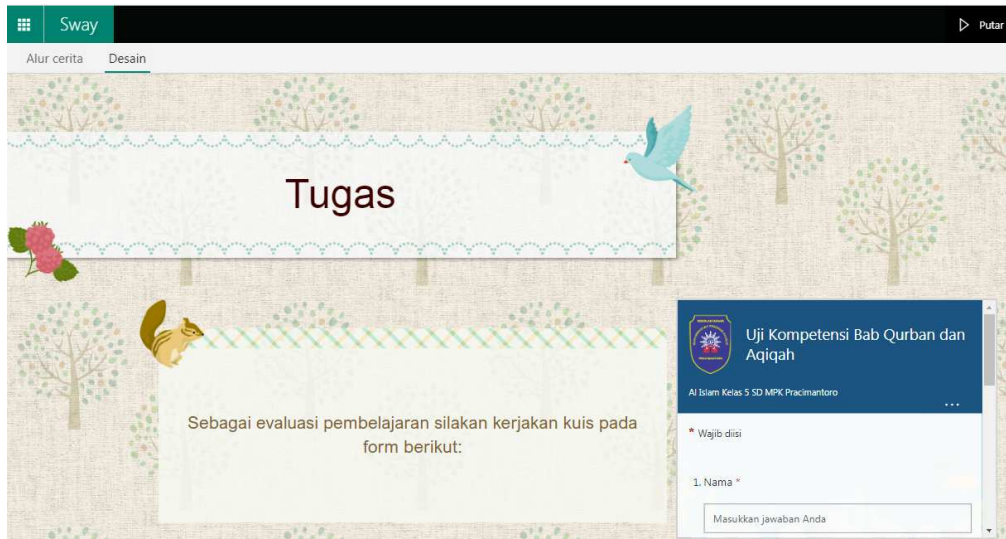 Sway
Putar
Alur cerita
Desain
Tugas
Sebagai evaluasi pembelajaran silakan kerjakan kuis pada
form berikut:
Uji Kompetensi Bab Qurban dan
Aqiqah
Al Islam Kelas 5 SD MPK Pracimantoro
...
* Wajib diisi
1. Nama *
Masukkan jawaban Anda